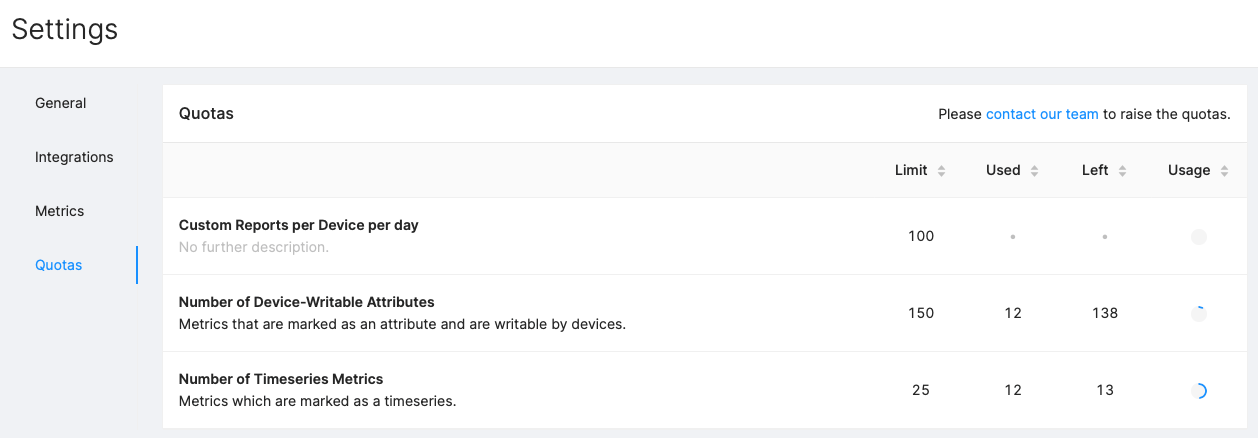 Settings
General
Integrations
Metrics
Quotas
Quotas
Please contact our team to raise the quotas.
Limit Used Left Usage
Custom Reports per Device per day
No further description.
100 • •
Number of Device-Writable Attributes
Metrics that are marked as an attribute and are writable by devices.
150 12 138
Number of Timeseries Metrics
Metrics which are marked as a timeseries.
25 12 13